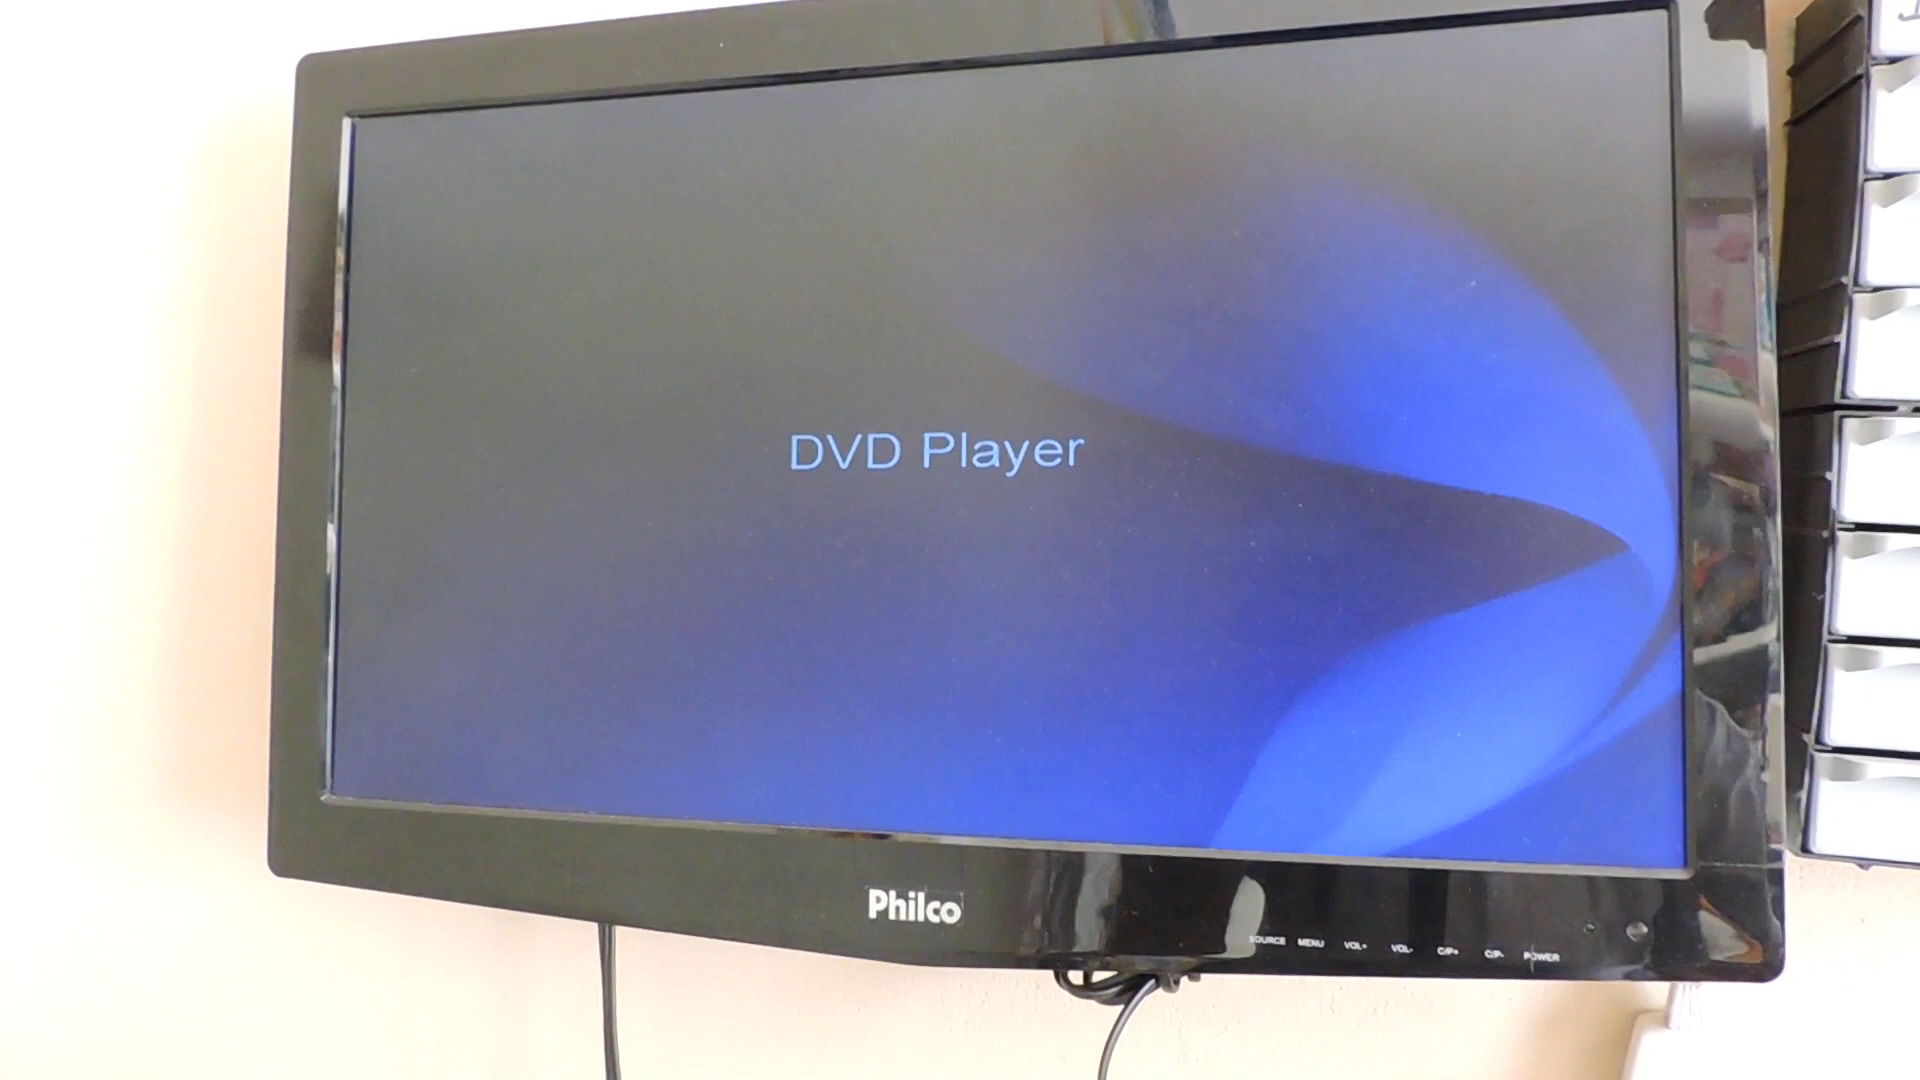 DVD Player
Philco
SOURCE MENU VOL+ VOL- C/P+ C/P- POWER